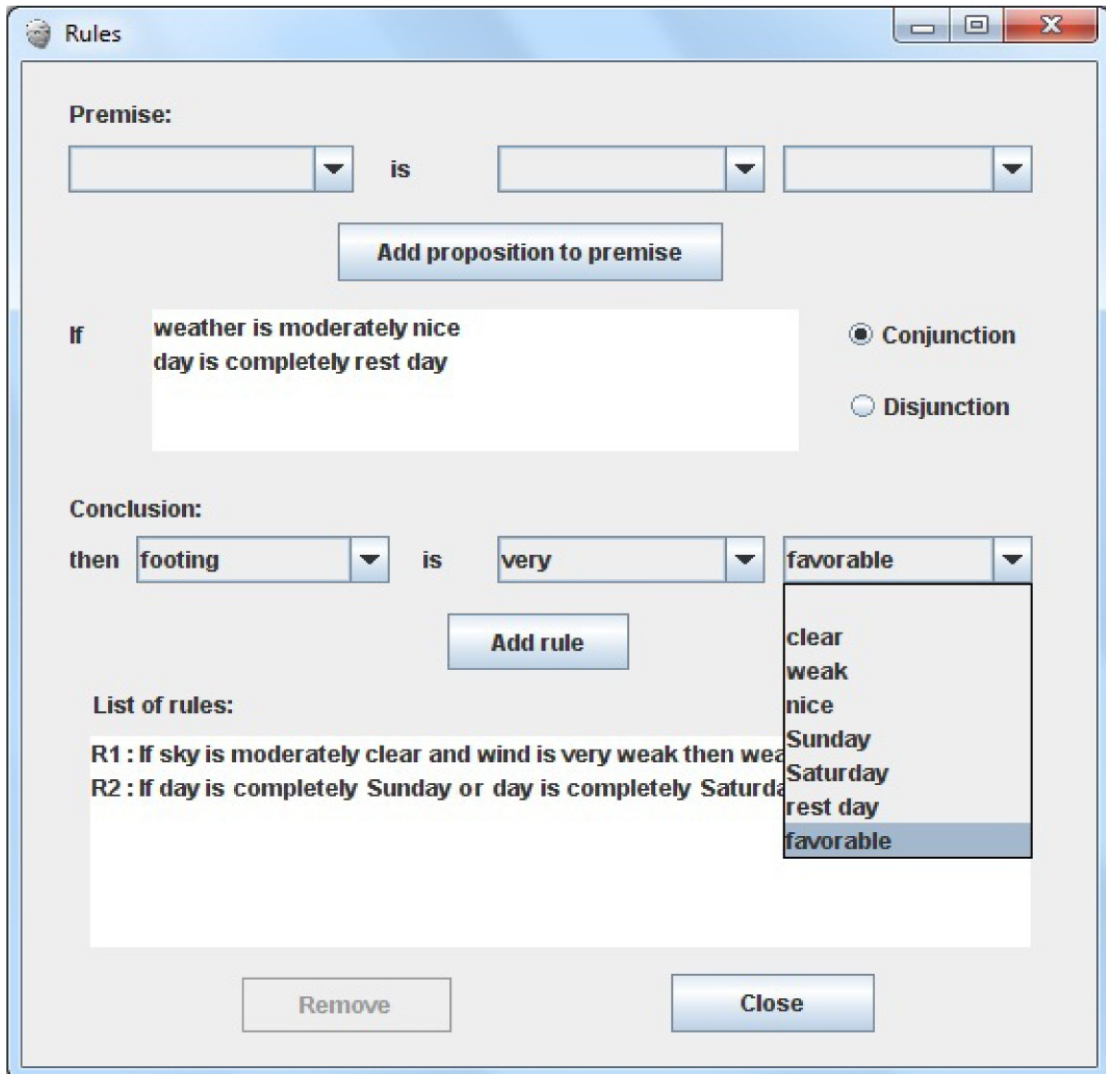 Rules
Premise:
is
Add proposition to premise
If
weather is moderately nice
day is completely rest day
Conjunction
Disjunction
Conclusion:
then footing is very favorable
clear
weak
nice
Sunday
Saturday
rest day
favorable
Add rule
List of rules:
R1 : If sky is moderately clear and wind is very weak then
R2 : If day is completely Sunday or day is completely
Remove
Close